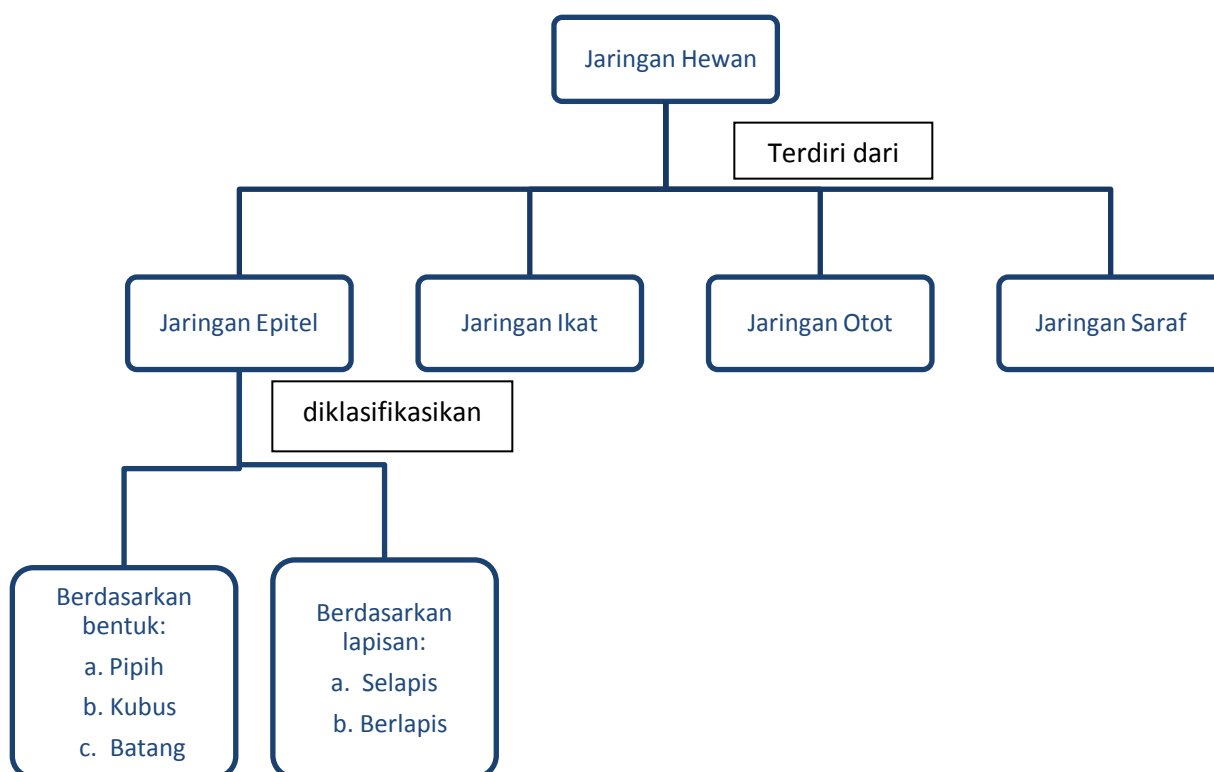 Jaringan Hewan
Terdiri dari
Jaringan Epitel
Jaringan Ikat
Jaringan Otot
Jaringan Saraf
diklasifikasikan
Berdasarkan
bentuk:
a. Pipih
b. Kubus
c. Batang
Berdasarkan
lapisan:
a. Selapis
b. Berlapis